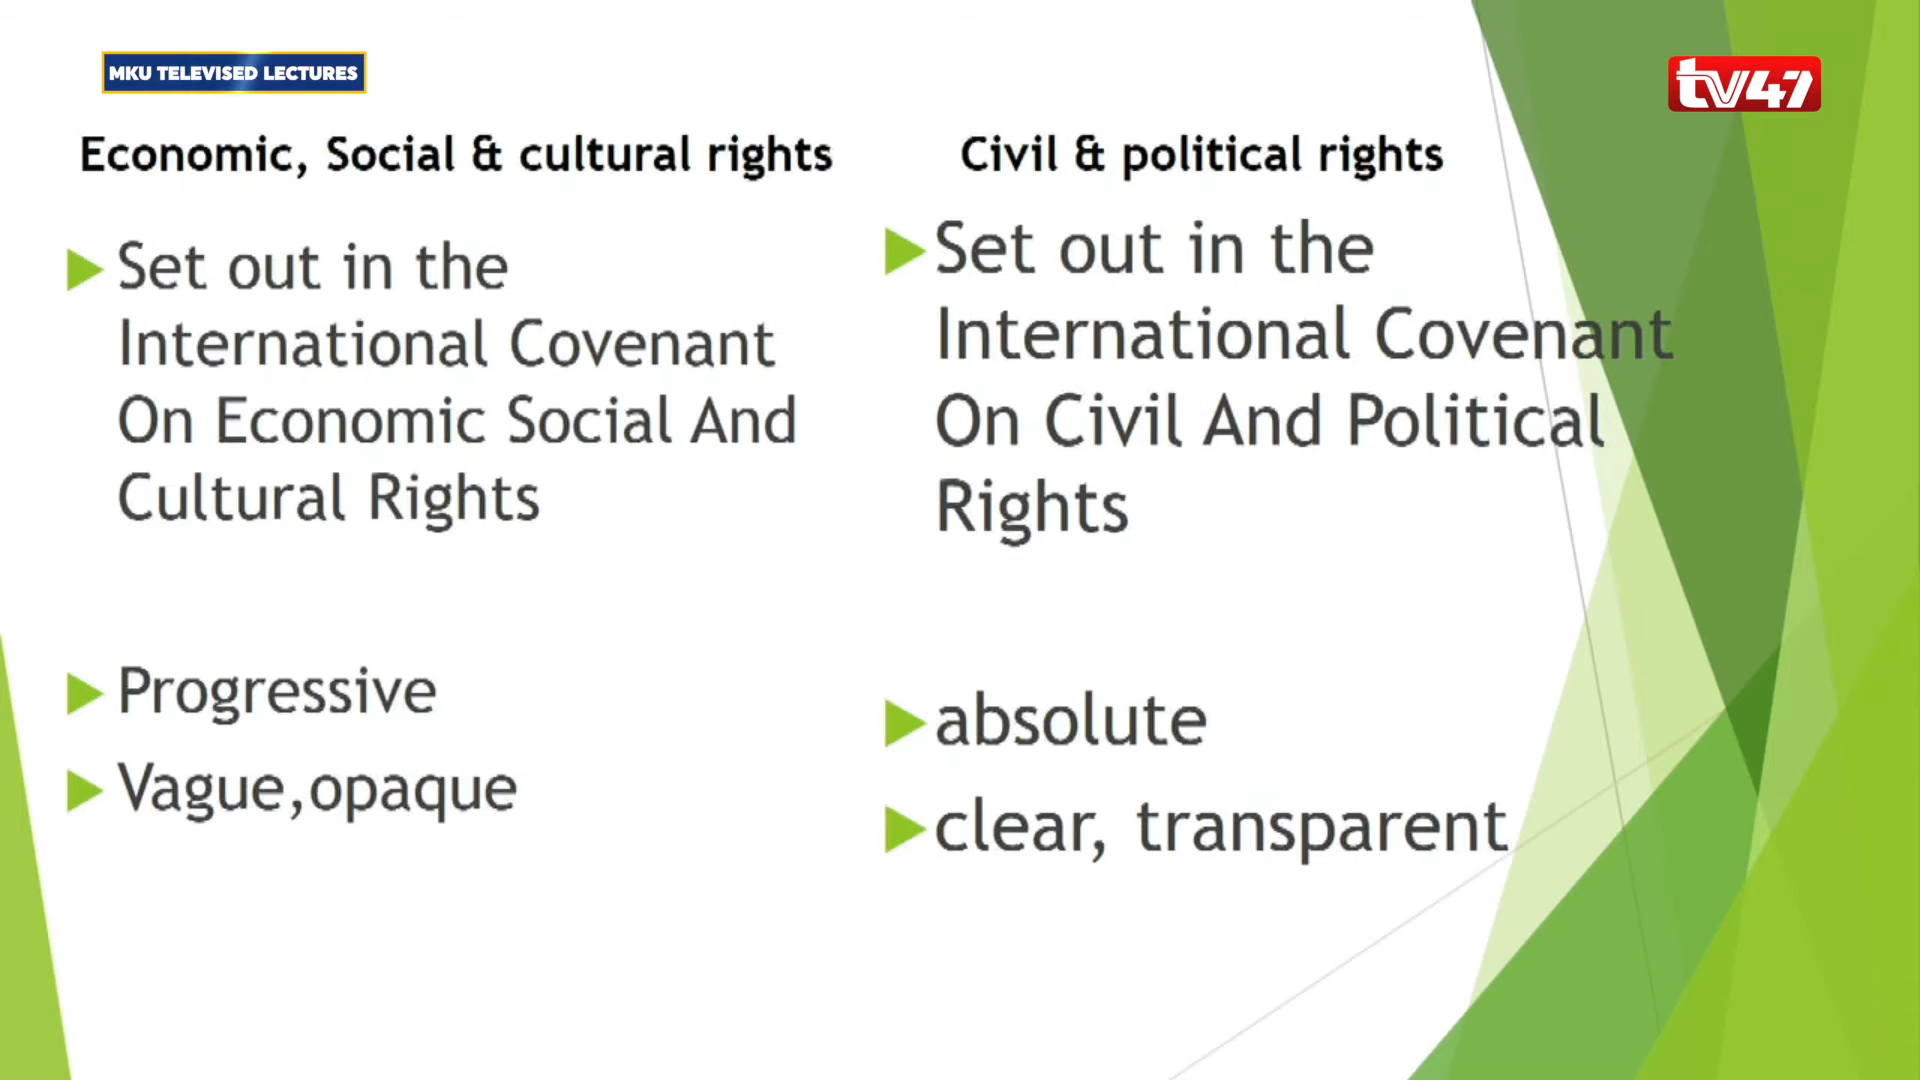 MKU TELEVISED LECTURES
tv47
Economic, Social & cultural rights
Set out in the
International Covenant
On Economic Social And
Cultural Rights
Progressive
Vague,opaque
Civil & political rights
Set out in the
International Covenant
On Civil And Political
Rights
absolute
clear, transparent